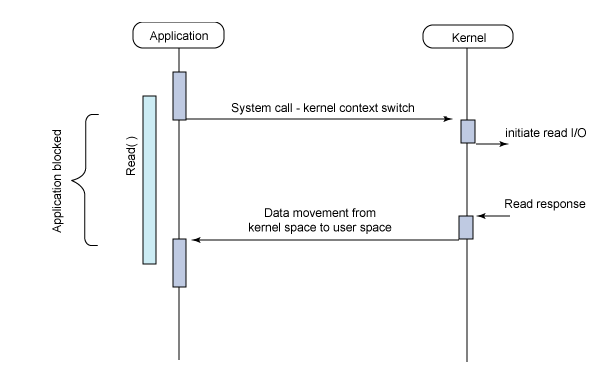 Application
Kernel
System call - kernel context switch
initiate read I/O
Read( )
Application blocked
Read response
Data movement from
kernel space to user space